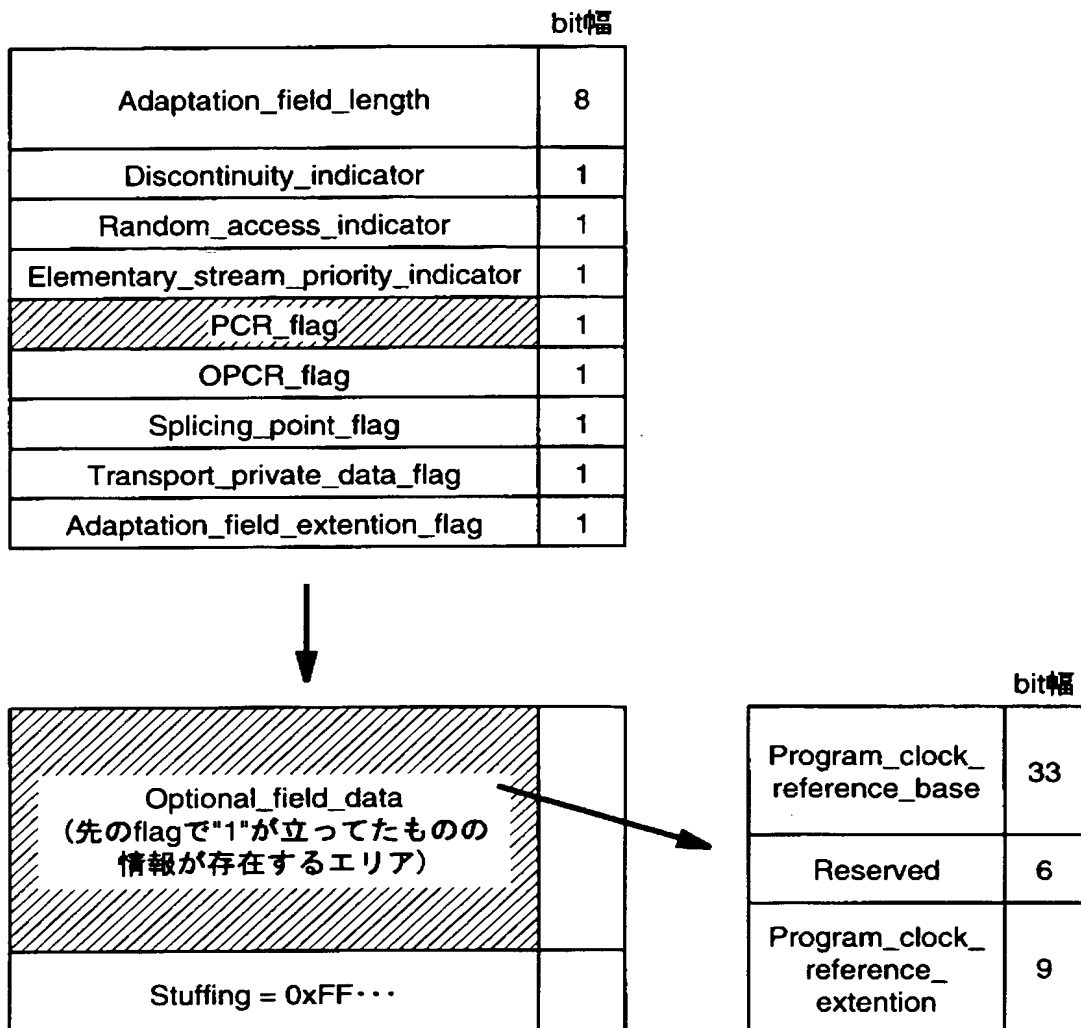 bit幅
Adaptation_field_length 8
Discontinuity_indicator 1
Random_access_indicator 1
Elementary_stream_priority_indicator 1
PCR_flag 1
OPCR_flag 1
Splicing_point_flag 1
Transport_private_data_flag 1
Adaptation_field_extention_flag 1
Optional_field_data
(先のflagで"1"が立ってたものの
情報が存在するエリア)
Stuffing = 0xFF···
bit幅
Program_clock_
reference_base 33
Reserved 6
Program_clock_
reference_ 9
extention